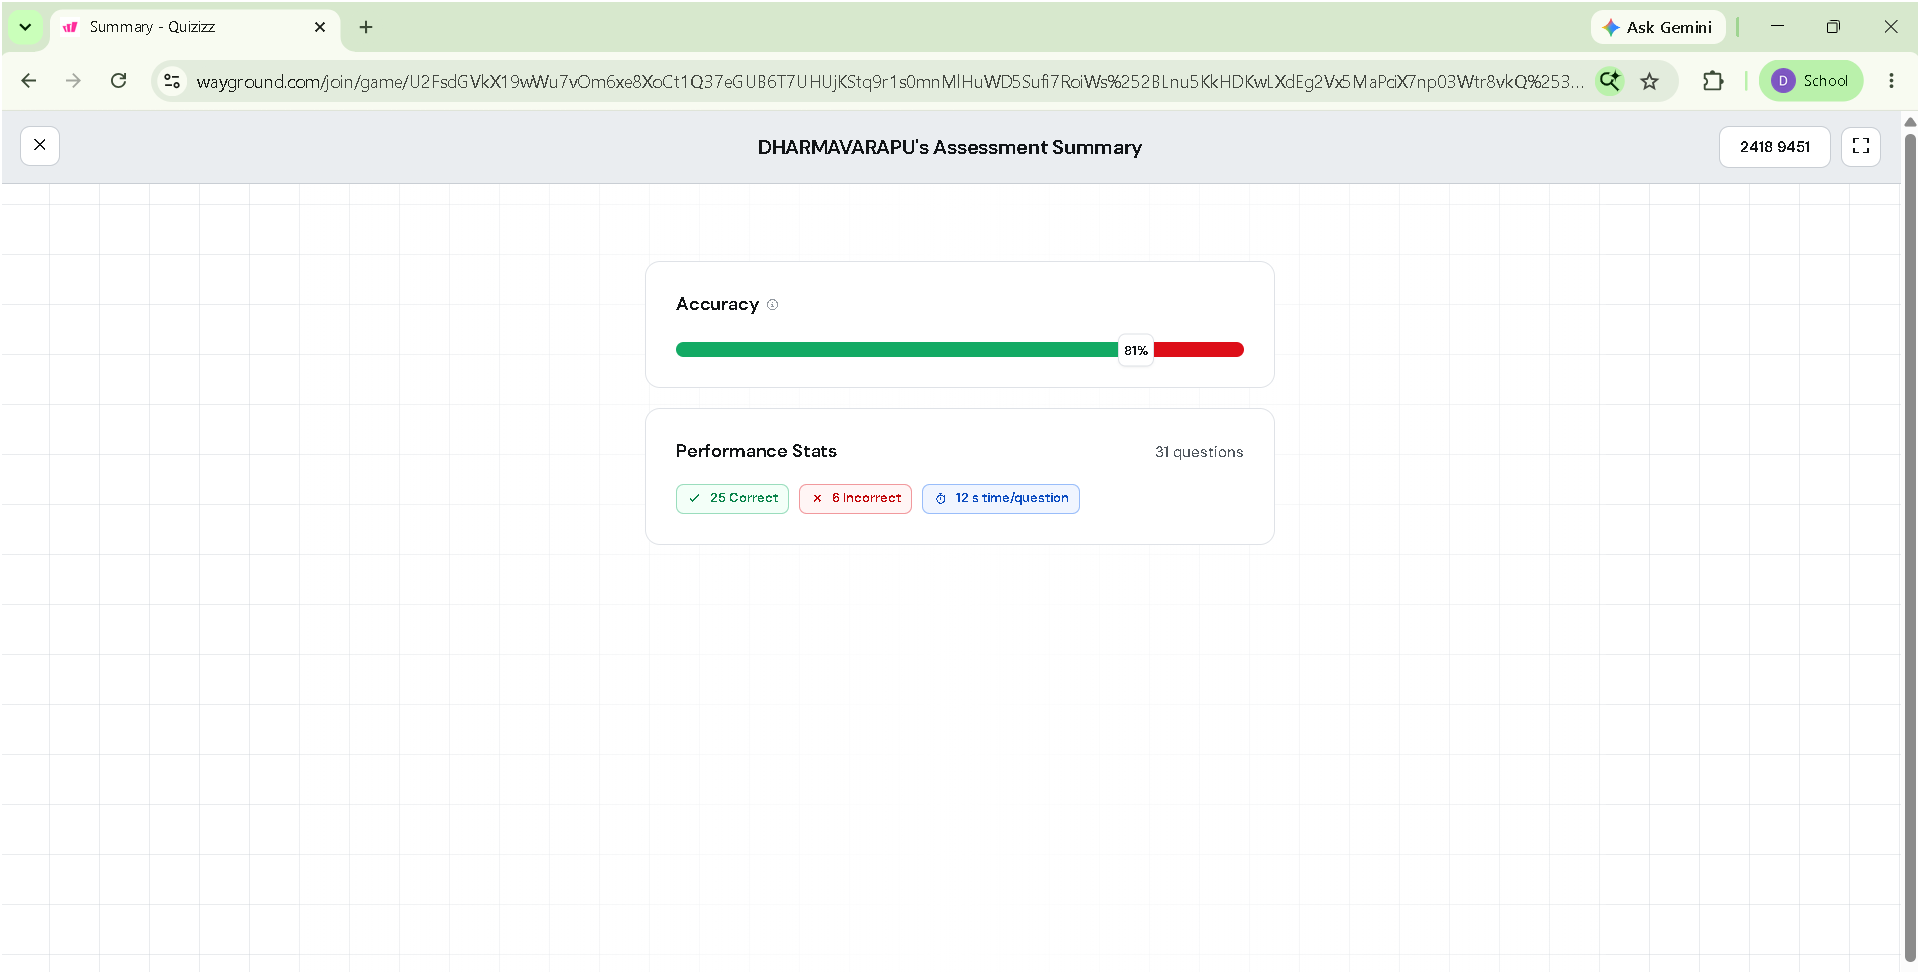 Summary - Quizizz
Ask Gemini
wayground.com/join/game/U2FsdGVkX19wWu7vOm6xe8XoCt1Q37eGUB6T7UHUjKStq9r1s0mnMlHuWD5Sufi7RoiWs%252BLnu5KkHDKwLXdEg2Vx5MaPciX7np03Wtr8vkQ%253...
D School
DHARMAVARAPU's Assessment Summary
2418 9451
Accuracy
81%
Performance Stats
31 questions
25 Correct
6 Incorrect
12 s time/question